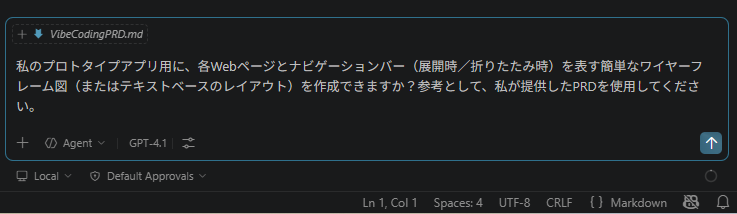 VibeCodingPRD.md
私のプロトタイプアプリ用に、各Webページとナビゲーションバー（展開時／折りたたみ時）を表す簡単なワイヤーフ
レーム図（またはテキストベースのレイアウト）を作成できますか？参考として、私が提供したPRDを使用してくださ
い。
Agent GPT-4.1
Local Default Approvals
Ln 1, Col 1 Spaces: 4 UTF-8 CRLF { } Markdown